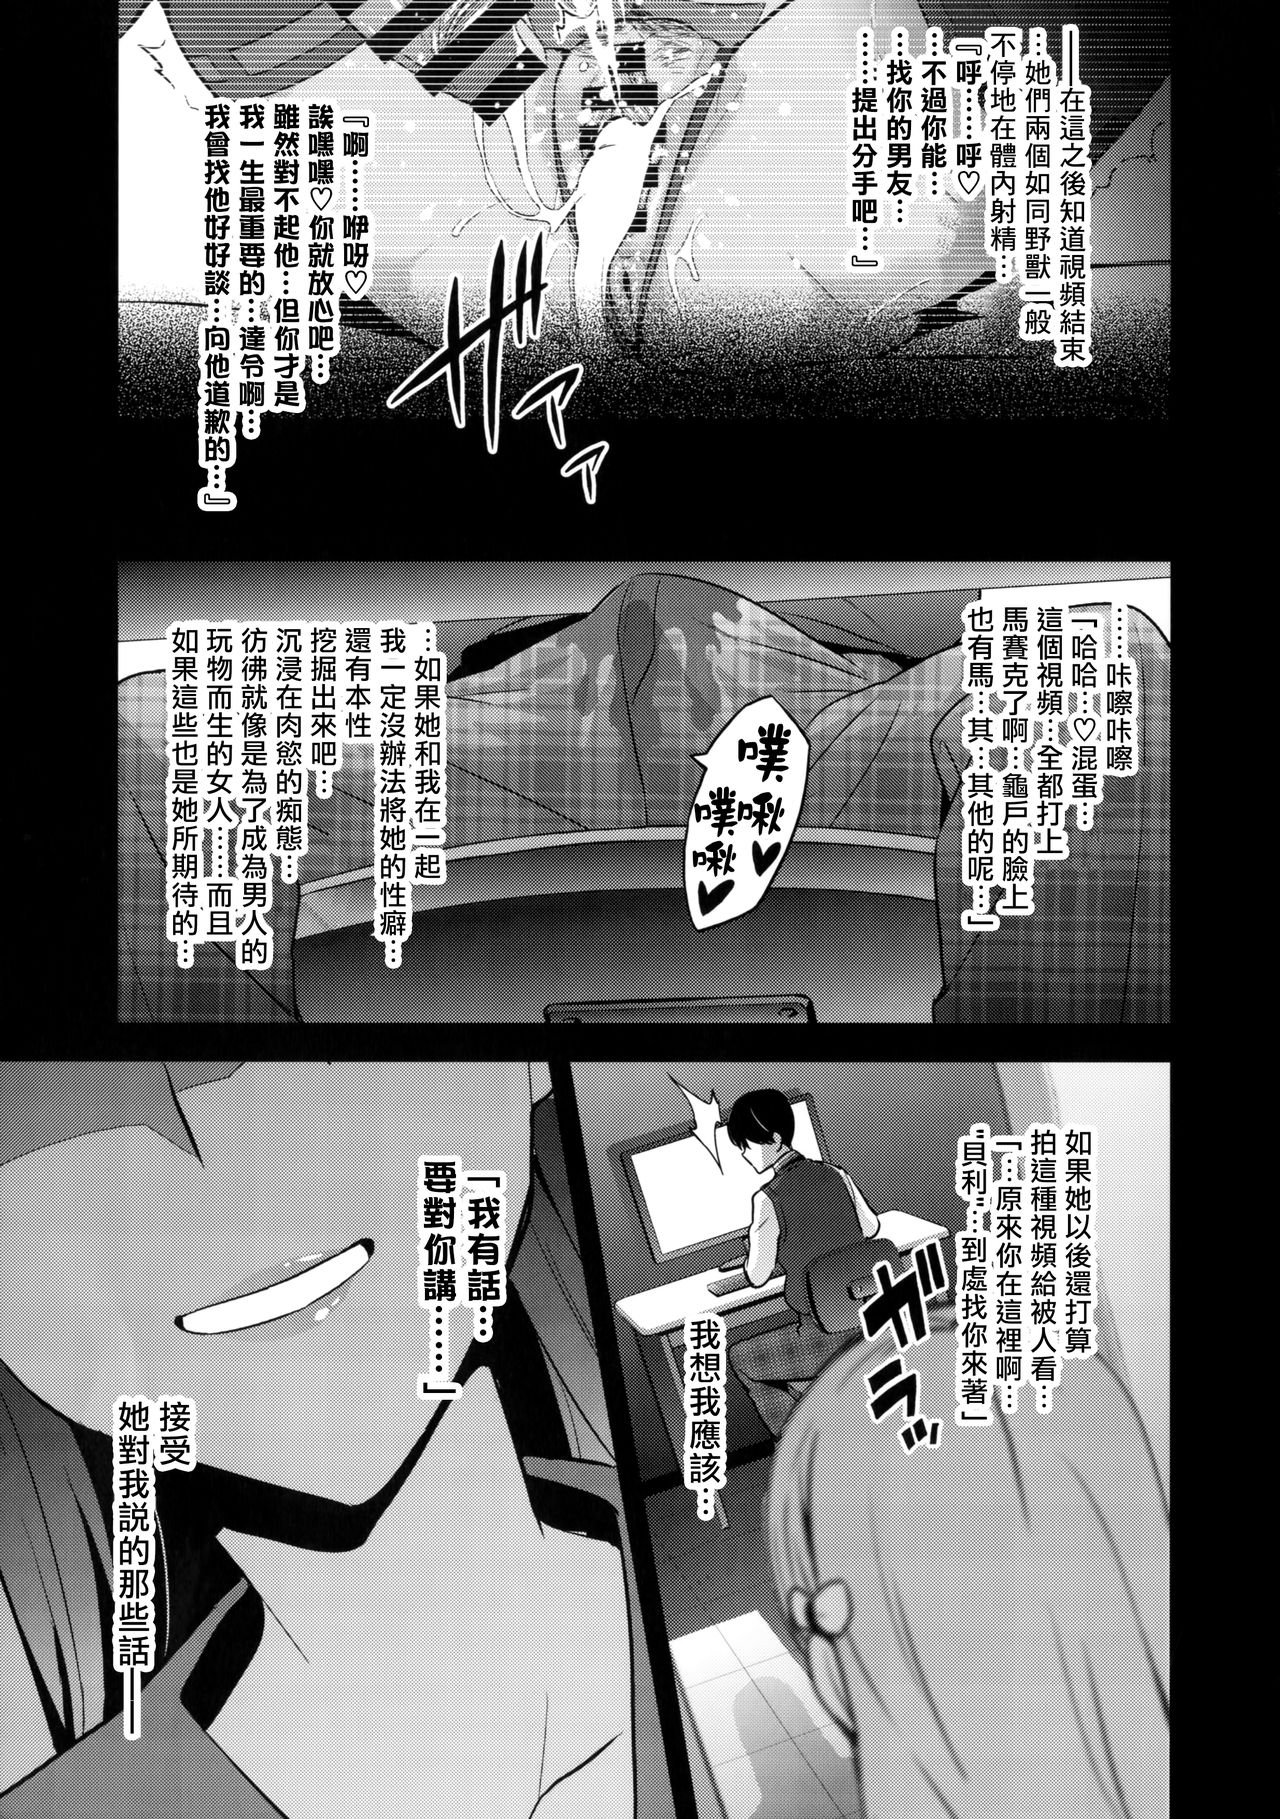 ——在這之後知道視頻結束
…她們兩個如同野獸一般
不停地在體內射精…
『呼……呼♡
…不過你能…
…找你的男友…
…提出分手吧…』
『啊……咿呀♡
誒嘿嘿♡你就放心吧…
雖然對不起他…但你才是
我一生最重要的…達令啊…
我會找他好好談…向他道歉的…』
ギアァァ
……咔嚓咔嚓
「哈哈…♡混蛋…
這個視頻…全都打上
馬賽克了啊…龜戶的臉上
也有馬…其…其他的呢…」
噗啾♥
噗啾♥
…如果她和我在一起
我一定沒辦法將她的性癖…
還有本性
挖掘出來吧…
沉浸在肉慾的痴態…
彷彿就像是為了成為男人的
玩物而生的女人……而且
如果這些也是她所期待的…
如果她以後還打算
拍這種視頻給被人看…
「…原來你在這裡啊…
貝利…到處找你來著」
ガラッ
我想我應該…
「我有話…
要對你講……」
接受
她對我說的那些話——